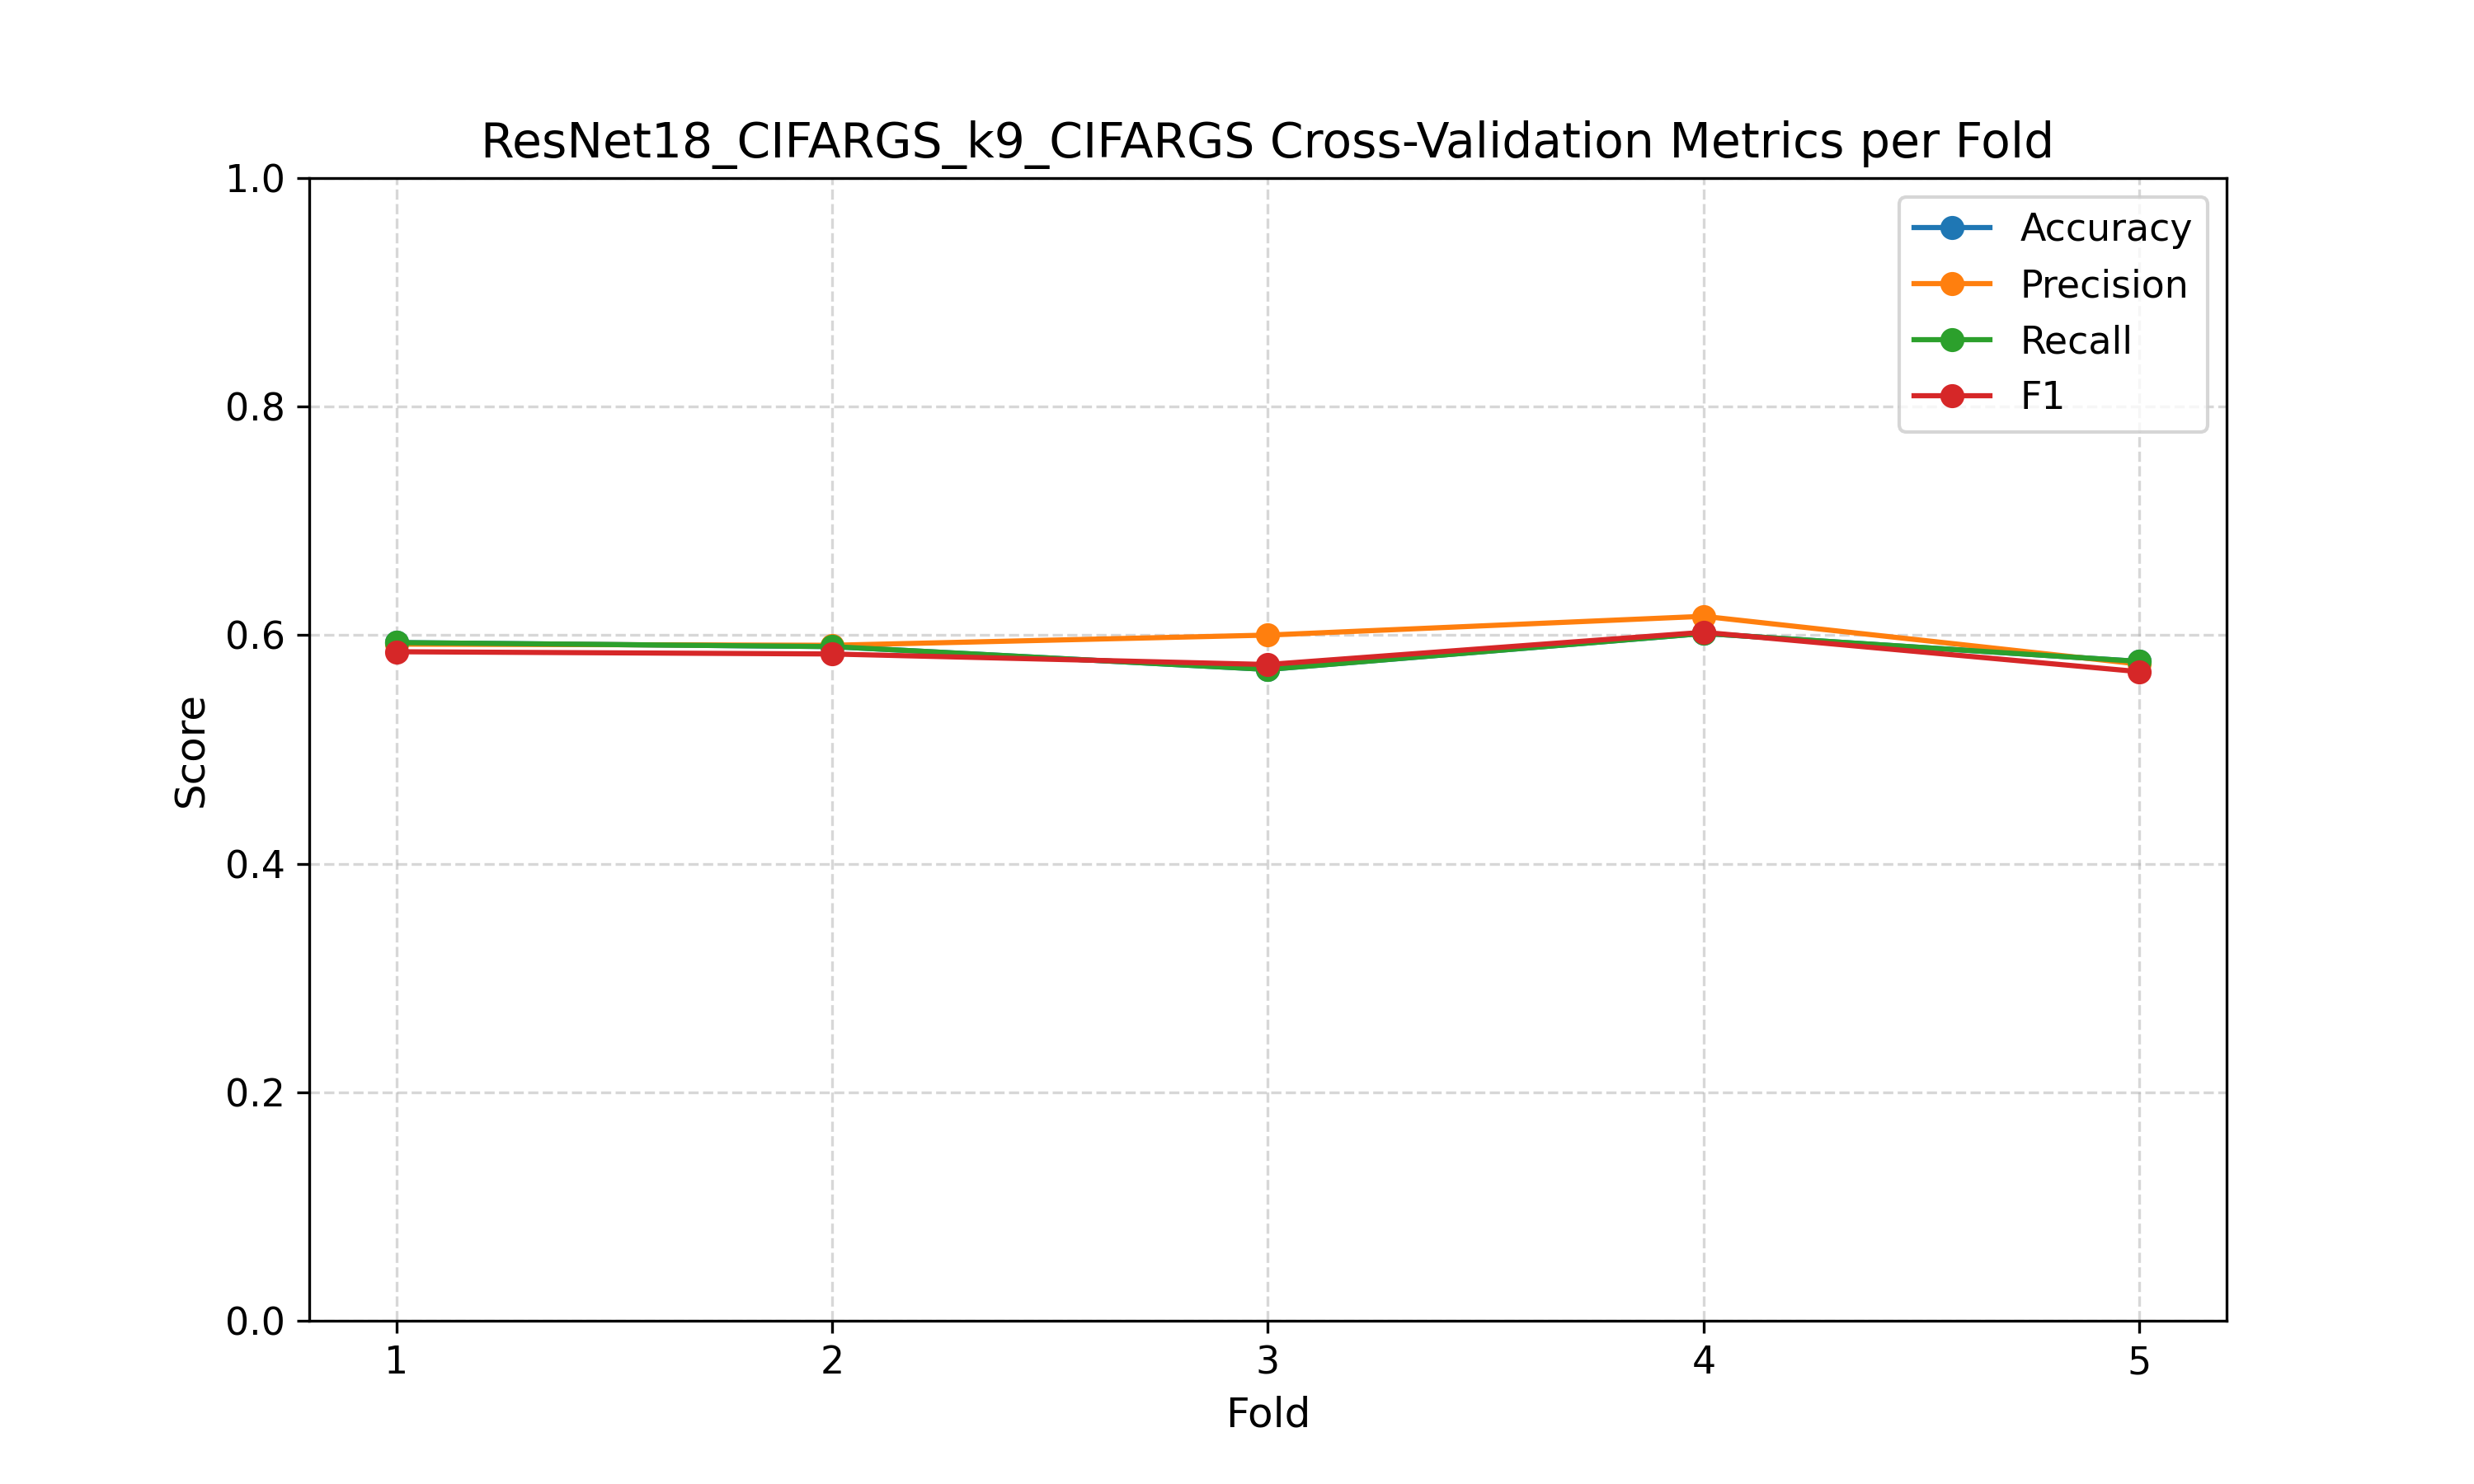 ResNet18_CIFARGS_k9_CIFARGS Cross-Validation Metrics per Fold
1.0
0.8
0.6
0.4
0.2
0.0
Score
1 2 3 4 5
Fold
Accuracy
Precision
Recall
F1